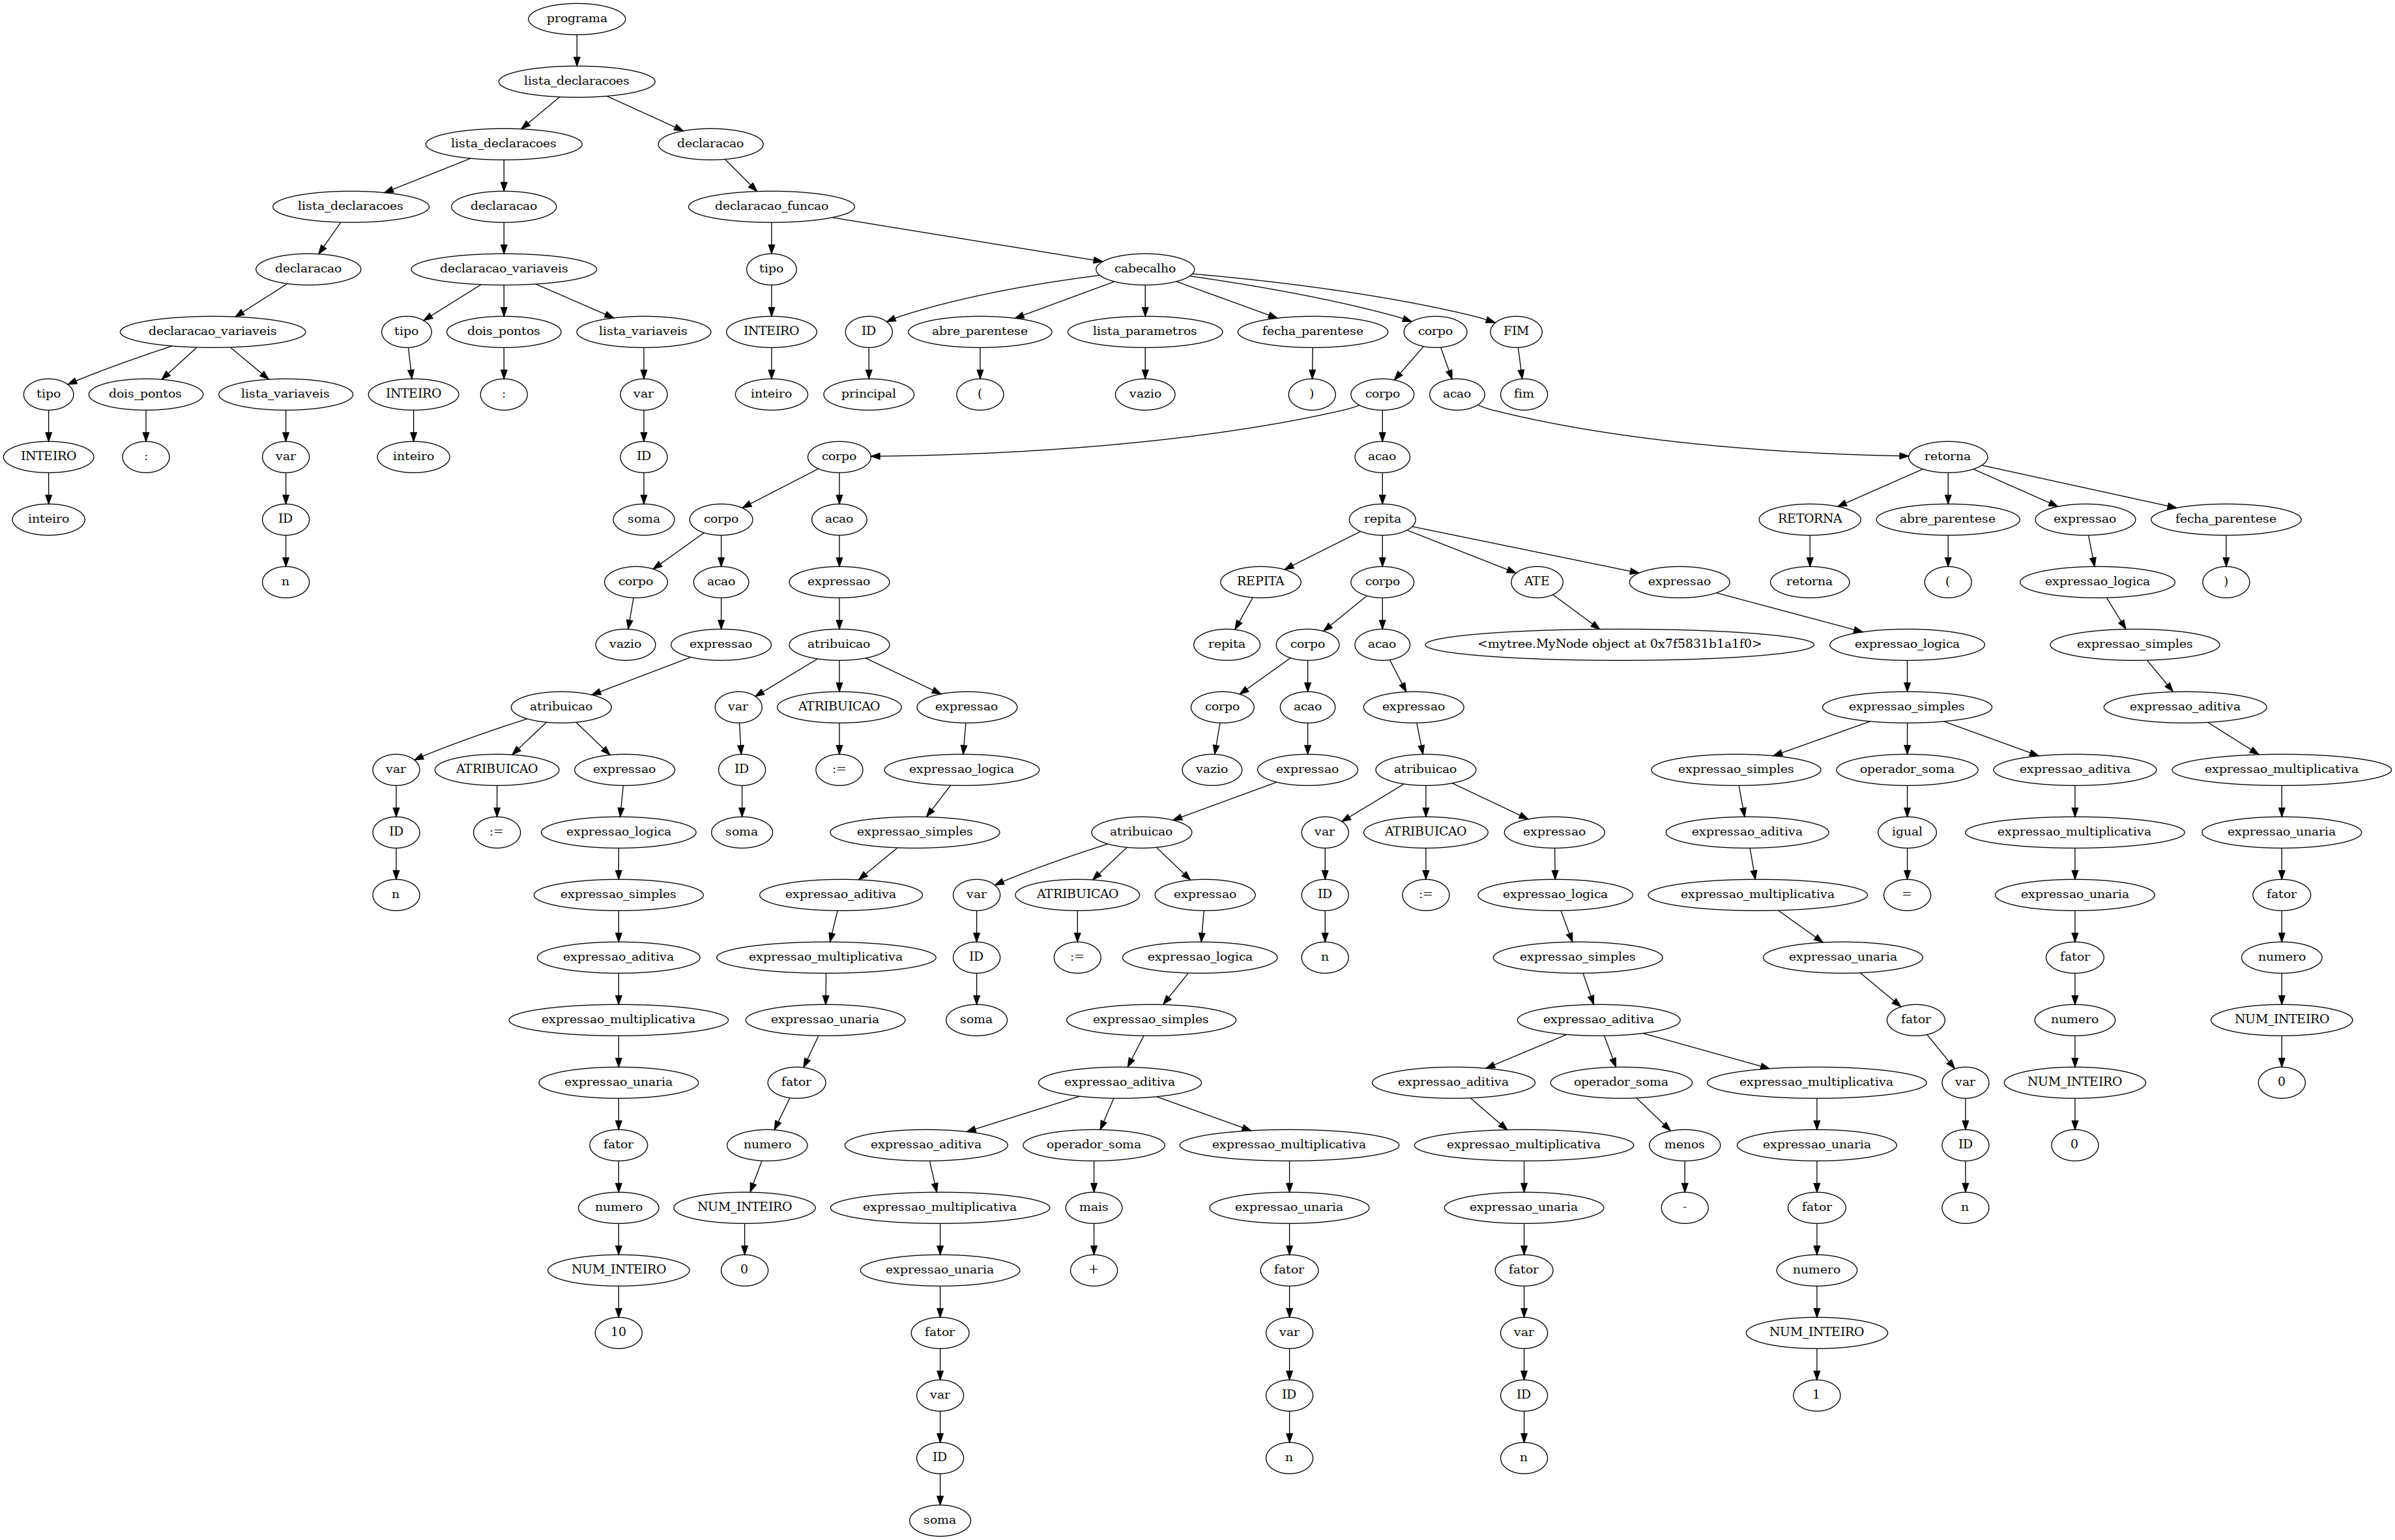 programa
lista_declaracoes
lista_declaracoes declaracao
lista_declaracoes declaracao declaracao_funcao
declaracao declaracao_variaveis tipo cabecalho
declaracao_variaveis tipo dois_pontos lista_variaveis INTEIRO ID abre_parentese lista_parametros fecha_parentese corpo FIM
tipo dois_pontos lista_variaveis INTEIRO : var inteiro principal ( vazio ) corpo acao fim
INTEIRO : var inteiro ID corpo acao retorna
inteiro ID soma corpo acao repita RETORNA abre_parentese expressao fecha_parentese
n corpo acao expressao REPITA corpo ATE expressao retorna ( expressao_logica )
vazio expressao atribuicao repita corpo acao <mytree.MyNode object at 0x7f5831b1a1f0> expressao_logica expressao_simples
atribuicao var ATRIBUICAO expressao corpo acao expressao expressao_simples expressao_aditiva
var ATRIBUICAO expressao ID := expressao_logica vazio expressao atribuicao expressao_simples operador_soma expressao_aditiva expressao_multiplicativa
ID := expressao_logica soma expressao_simples atribuicao var ATRIBUICAO expressao expressao_aditiva igual expressao_multiplicativa expressao_unaria
n expressao_simples expressao_aditiva var ATRIBUICAO expressao ID := expressao_logica expressao_multiplicativa = expressao_unaria fator
expressao_aditiva expressao_multiplicativa ID := expressao_logica n expressao_simples expressao_unaria fator numero
expressao_multiplicativa expressao_unaria soma expressao_simples expressao_aditiva fator numero NUM_INTEIRO
expressao_unaria fator expressao_aditiva expressao_aditiva operador_soma expressao_multiplicativa var NUM_INTEIRO 0
fator numero expressao_aditiva operador_soma expressao_multiplicativa expressao_multiplicativa menos expressao_unaria ID 0
numero NUM_INTEIRO expressao_multiplicativa mais expressao_unaria expressao_unaria - fator n
NUM_INTEIRO 0 expressao_unaria + fator fator numero
10 fator var var NUM_INTEIRO
var ID ID 1
ID n n
soma